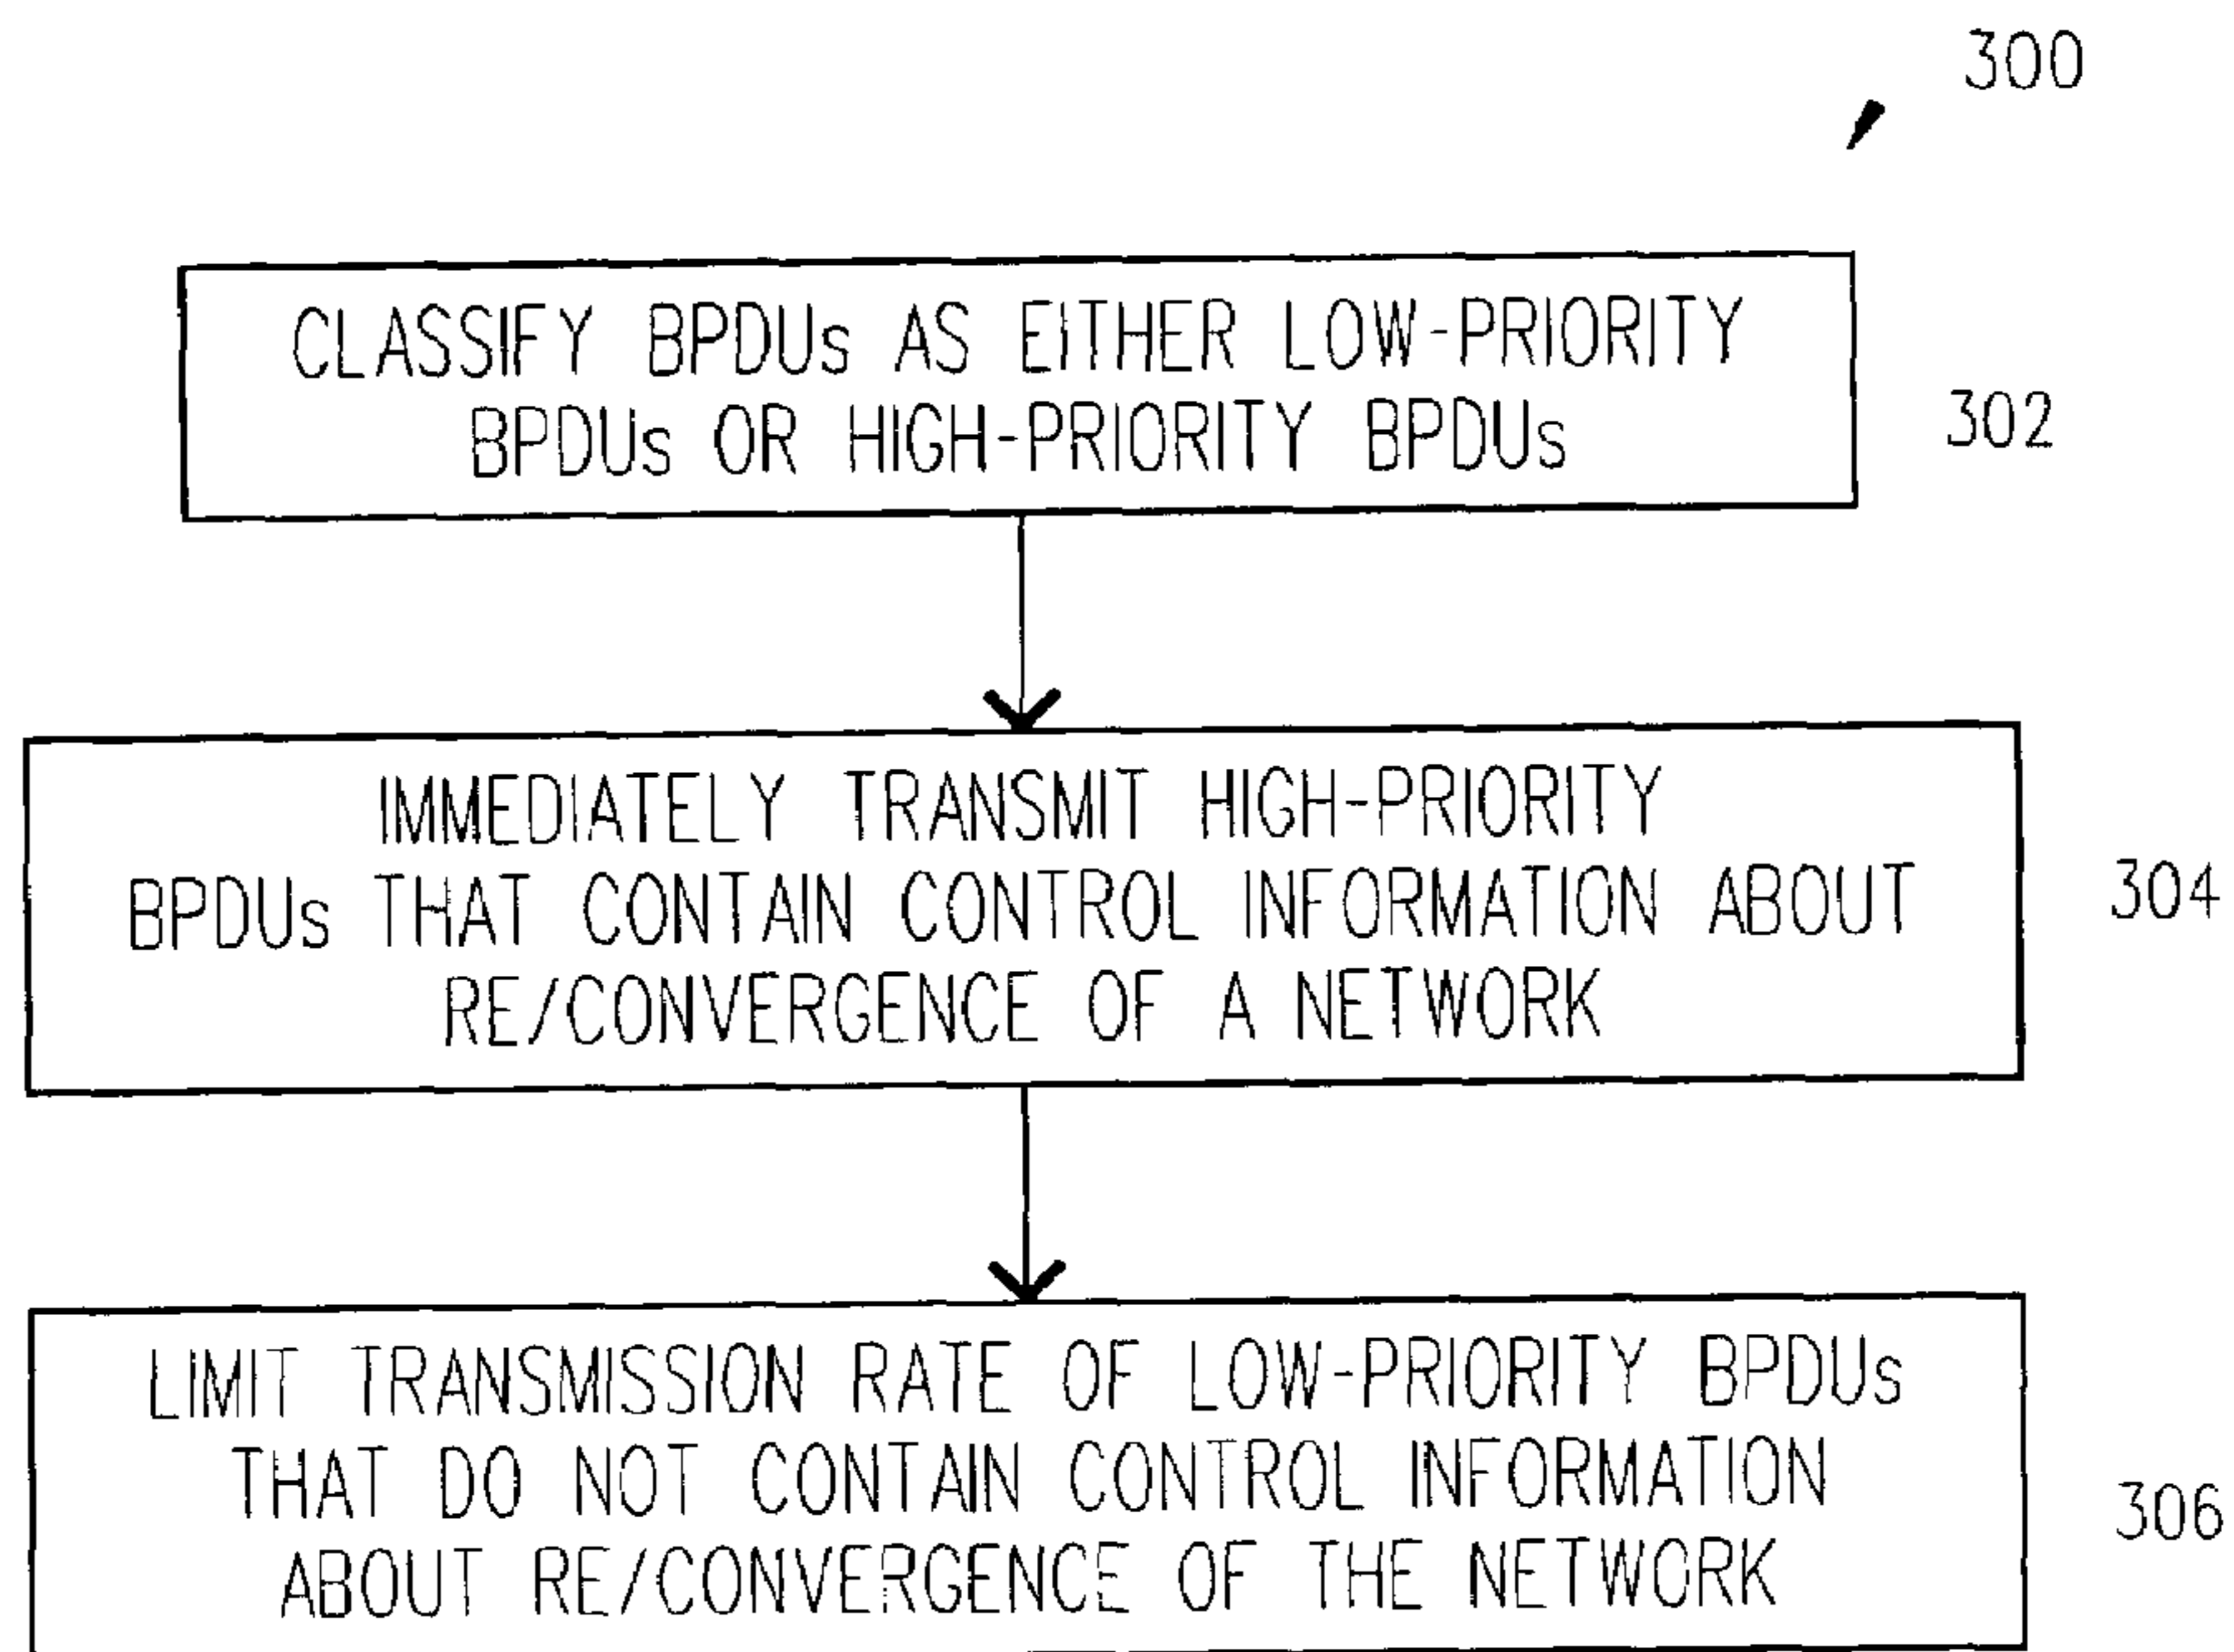 300
CLASSIFY BPDUs AS EITHER LOW-PRIORITY
BPDUs OR HIGH-PRIORITY BPDUs
302
IMMEDIATELY TRANSMIT HIGH-PRIORITY
BPDUs THAT CONTAIN CONTROL INFORMATION ABOUT
RE/CONVERGENCE OF A NETWORK
304
LIMIT TRANSMISSION RATE OF LOW-PRIORITY BPDUs
THAT DO NOT CONTAIN CONTROL INFORMATION
ABOUT RE/CONVERGENCE OF THE NETWORK
306